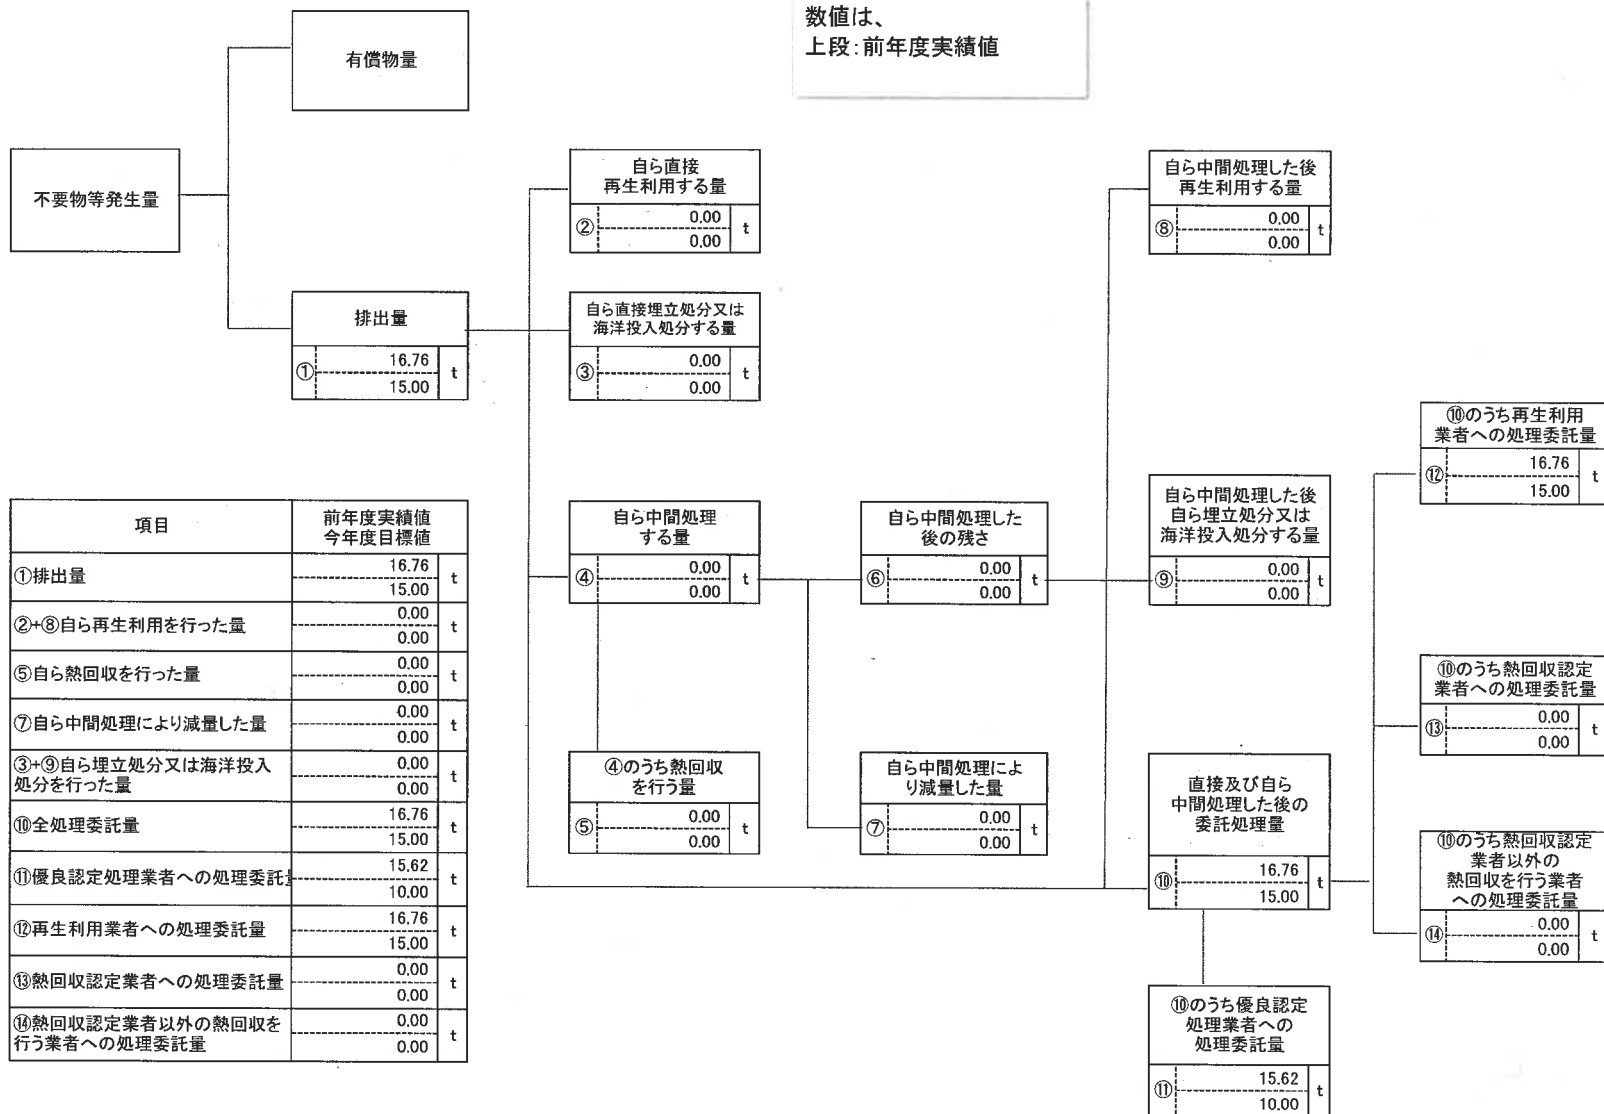 数値は、
上段:前年度実績値
有償物量
不要物等発生量
排出量
①
16.76
15.00
t
自ら直接
再生利用する量
②
0.00
0.00
t
自ら直接埋立処分又は
海洋投入処分する量
③
0.00
0.00
t
自ら中間処理
する量
④
0.00
0.00
t
④のうち熱回収
を行う量
⑤
0.00
0.00
t
自ら中間処理した
後の残さ
⑥
0.00
0.00
t
自ら中間処理によ
り減量した量
⑦
0.00
0.00
t
自ら中間処理した後
再生利用する量
⑧
0.00
0.00
t
自ら中間処理した後
自ら埋立処分又は
海洋投入処分する量
⑨
0.00
0.00
t
直接及び自ら
中間処理した後の
委託処理量
⑩
16.76
15.00
t
⑩のうち優良認定
処理業者への
処理委託量
⑪
15.62
10.00
t
⑩のうち再生利用
業者への処理委託量
⑫
16.76
15.00
t
⑩のうち熱回収認定
業者への処理委託量
⑬
0.00
0.00
t
⑩のうち熱回収認定
業者以外の
熱回収を行う業者
への処理委託量
⑭
0.00
0.00
t
項目
前年度実績値
今年度目標値
①排出量
16.76
15.00
t
②+⑧自ら再生利用を行った量
0.00
0.00
t
⑤自ら熱回収を行った量
0.00
0.00
t
⑦自ら中間処理により減量した量
0.00
0.00
t
③+⑨自ら埋立処分又は海洋投入
処分を行った量
0.00
0.00
t
⑩全処理委託量
16.76
15.00
t
⑪優良認定処理業者への処理委託
15.62
10.00
t
⑫再生利用業者への処理委託量
16.76
15.00
t
⑬熱回収認定業者への処理委託量
0.00
0.00
t
⑭熱回収認定業者以外の熱回収を
行う業者への処理委託量
0.00
0.00
t